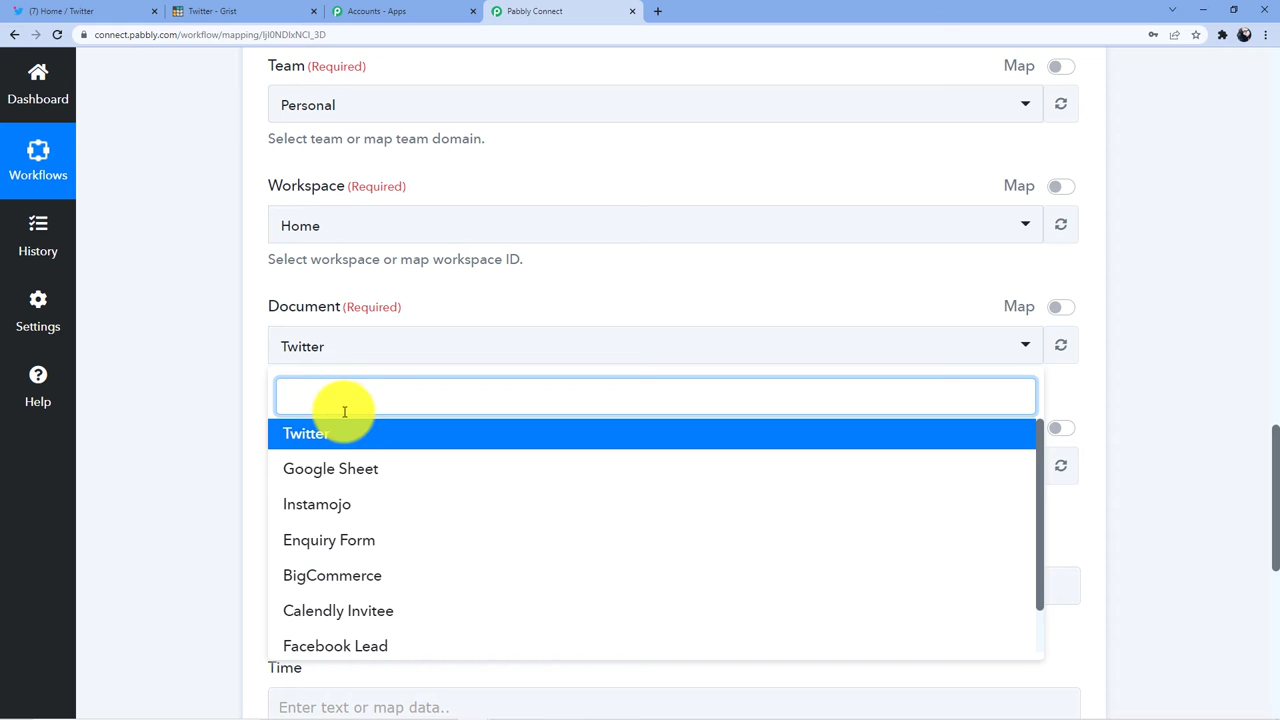 (7) Home / Twitter
Twitter - Grist
Accounts - Apps
Pabbly Connect
connect.pabbly.com/workflow/mapping/IjI0NDIxNCI_3D
Dashboard
Workflows
History
Settings
Help
Team (Required)
Map
Personal
Select team or map team domain.
Workspace (Required)
Map
Home
Select workspace or map workspace ID.
Document (Required)
Map
Twitter
Twitter
Google Sheet
Instamojo
Enquiry Form
BigCommerce
Calendly Invitee
Facebook Lead
Time
Enter text or map data..